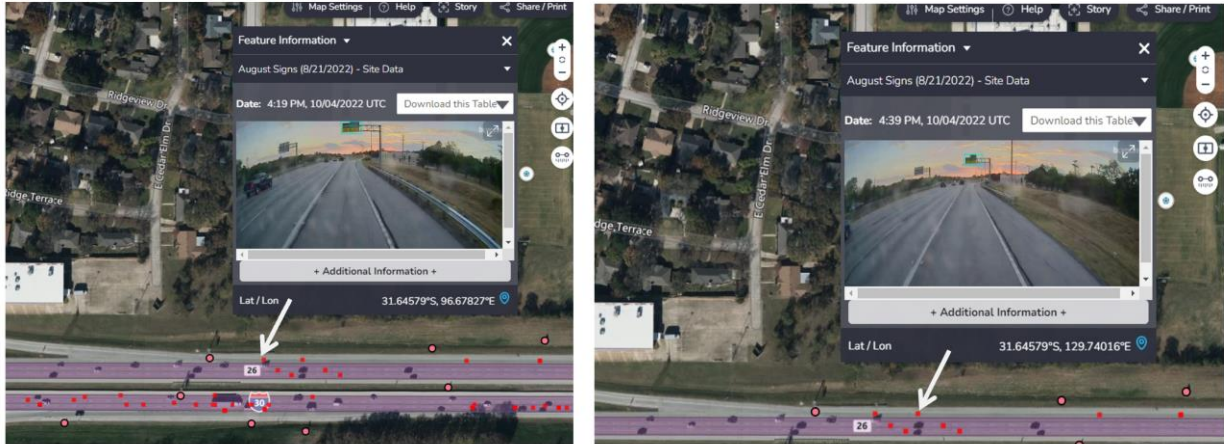 Map Settings Help Story Share / Print
Feature Information
August Signs (8/21/2022) - Site Data
Date: 4:19 PM, 10/04/2022 UTC Download this Table
+ Additional Information +
Lat / Lon 31.64579°S, 96.67827°E
Ridgeview Dr
E Cedar Elm Dr
idge Terrace
26
30
Map Settings Help Story Share / Print
Feature Information
August Signs (8/21/2022) - Site Data
Date: 4:39 PM, 10/04/2022 UTC Download this Table
+ Additional Information +
Lat / Lon 31.64579°S, 129.74016°E
Ridgeview Dr
E Cedar Elm Dr
dge Terrace
26